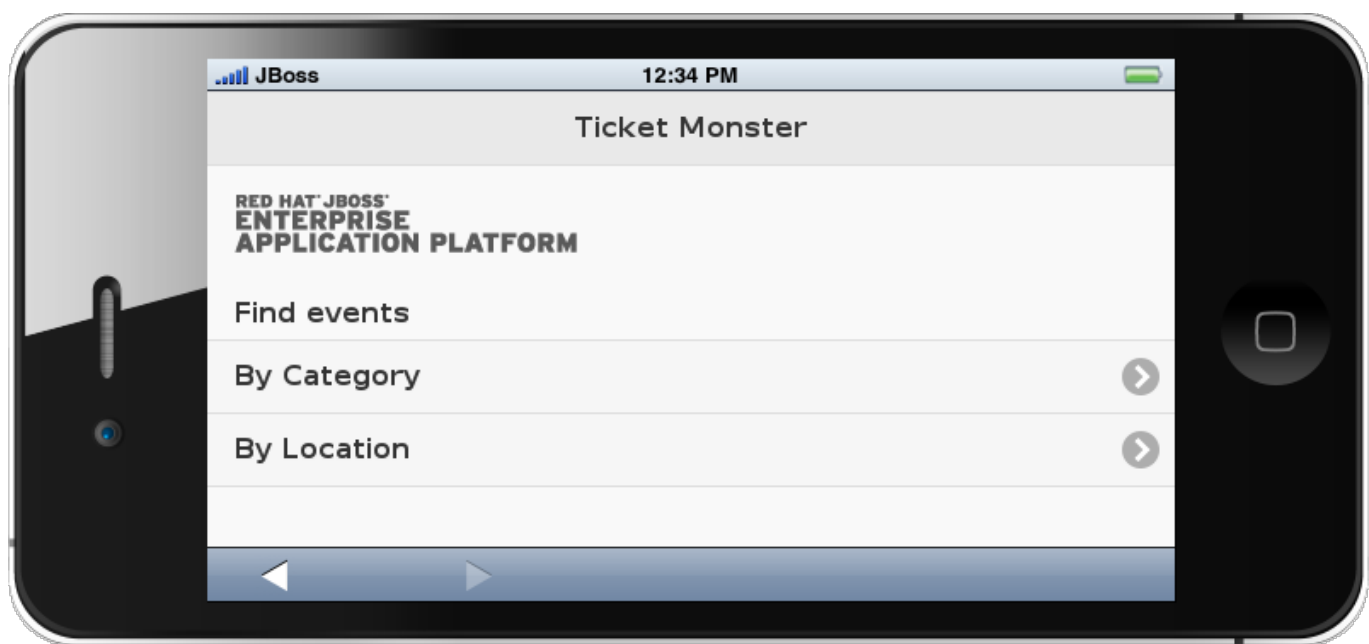 JBoss 12:34 PM
Ticket Monster
RED HAT® JBOSS®
ENTERPRISE
APPLICATION PLATFORM
Find events
By Category
By Location